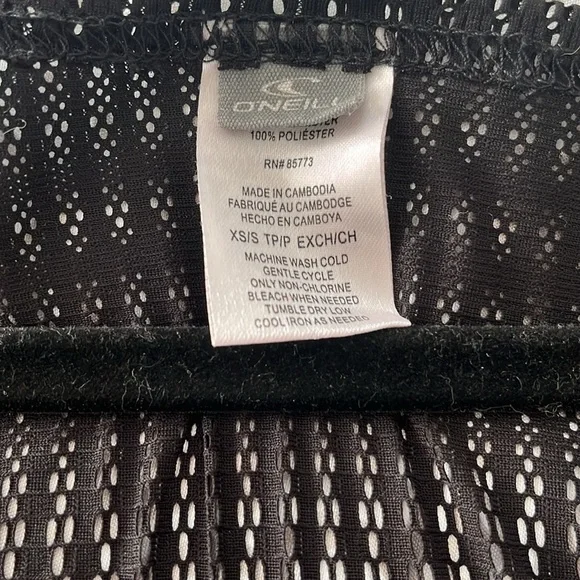 O'NEILL
100% POLIÉSTER
RN# 85773
MADE IN CAMBODIA
FABRIQUÉ AU CAMBODGE
HECHO EN CAMBOYA
XS/S TP/P EXCH/CH
MACHINE WASH COLD
GENTLE CYCLE
ONLY NON-CHLORINE
BLEACH WHEN NEEDED
TUMBLE DRY LOW
COOL IRON AS NEEDED